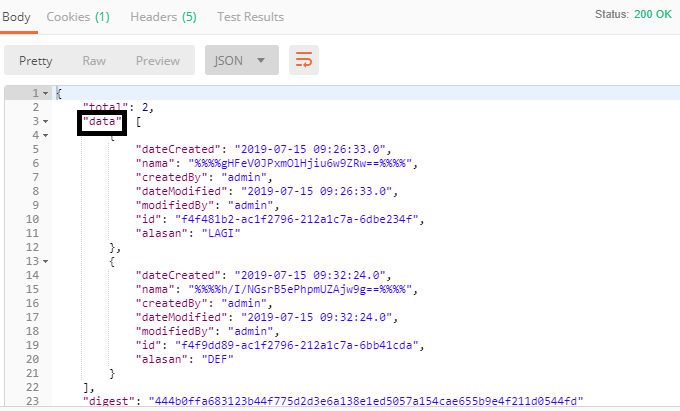 Body Cookies (1) Headers (5) Test Results Status: 200 OK
Pretty Raw Preview JSON
1 {
2 "total": 2,
3 "data" [
4 {
5 "dateCreated": "2019-07-15 09:26:33.0",
6 "nama": "%%%%gHFeV0JPxmOlHjiu6w9ZRw==%%%%",
7 "createdBy": "admin",
8 "dateModified": "2019-07-15 09:26:33.0",
9 "modifiedBy": "admin",
10 "id": "f4f481b2-ac1f2796-212a1c7a-6dbe234f",
11 "alasan": "LAGI"
12 },
13 {
14 "dateCreated": "2019-07-15 09:32:24.0",
15 "nama": "%%%%h/I/NGsrB5ePhpmUZAjw9g==%%%%",
16 "createdBy": "admin",
17 "dateModified": "2019-07-15 09:32:24.0",
18 "modifiedBy": "admin",
19 "id": "f4f9dd89-ac1f2796-212a1c7a-6bb41cda",
20 "alasan": "DEF"
21 }
22 ],
23 "digest": "444b0ffa683123b44f775d2d3e6a138e1ed5057a154cae655b9e4f211d0544fd"